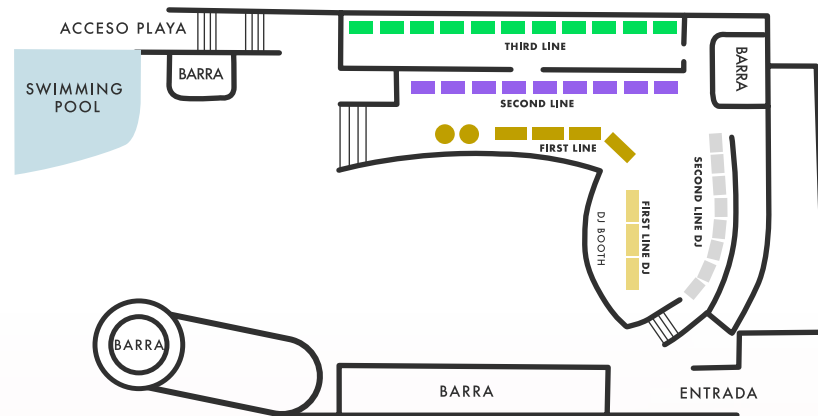 ACCESO PLAYA
THIRD LINE
BARRA
BARRA
SWIMMING
POOL
SECOND LINE
FIRST LINE
SECOND LINE DJ
FIRST LINE DJ
DJ BOOTH
BARRA
BARRA
ENTRADA